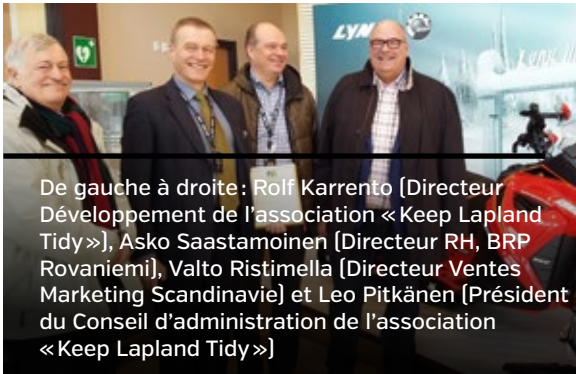 LYN
De gauche à droite : Rolf Karrento (Directeur
Développement de l'association « Keep Lapland
Tidy »), Asko Saastamoinen (Directeur RH, BRP
Rovaniemi), Valto Ristimella (Directeur Ventes
Marketing Scandinavie) et Leo Pitkänen (Président
du Conseil d'administration de l'association
« Keep Lapland Tidy »)